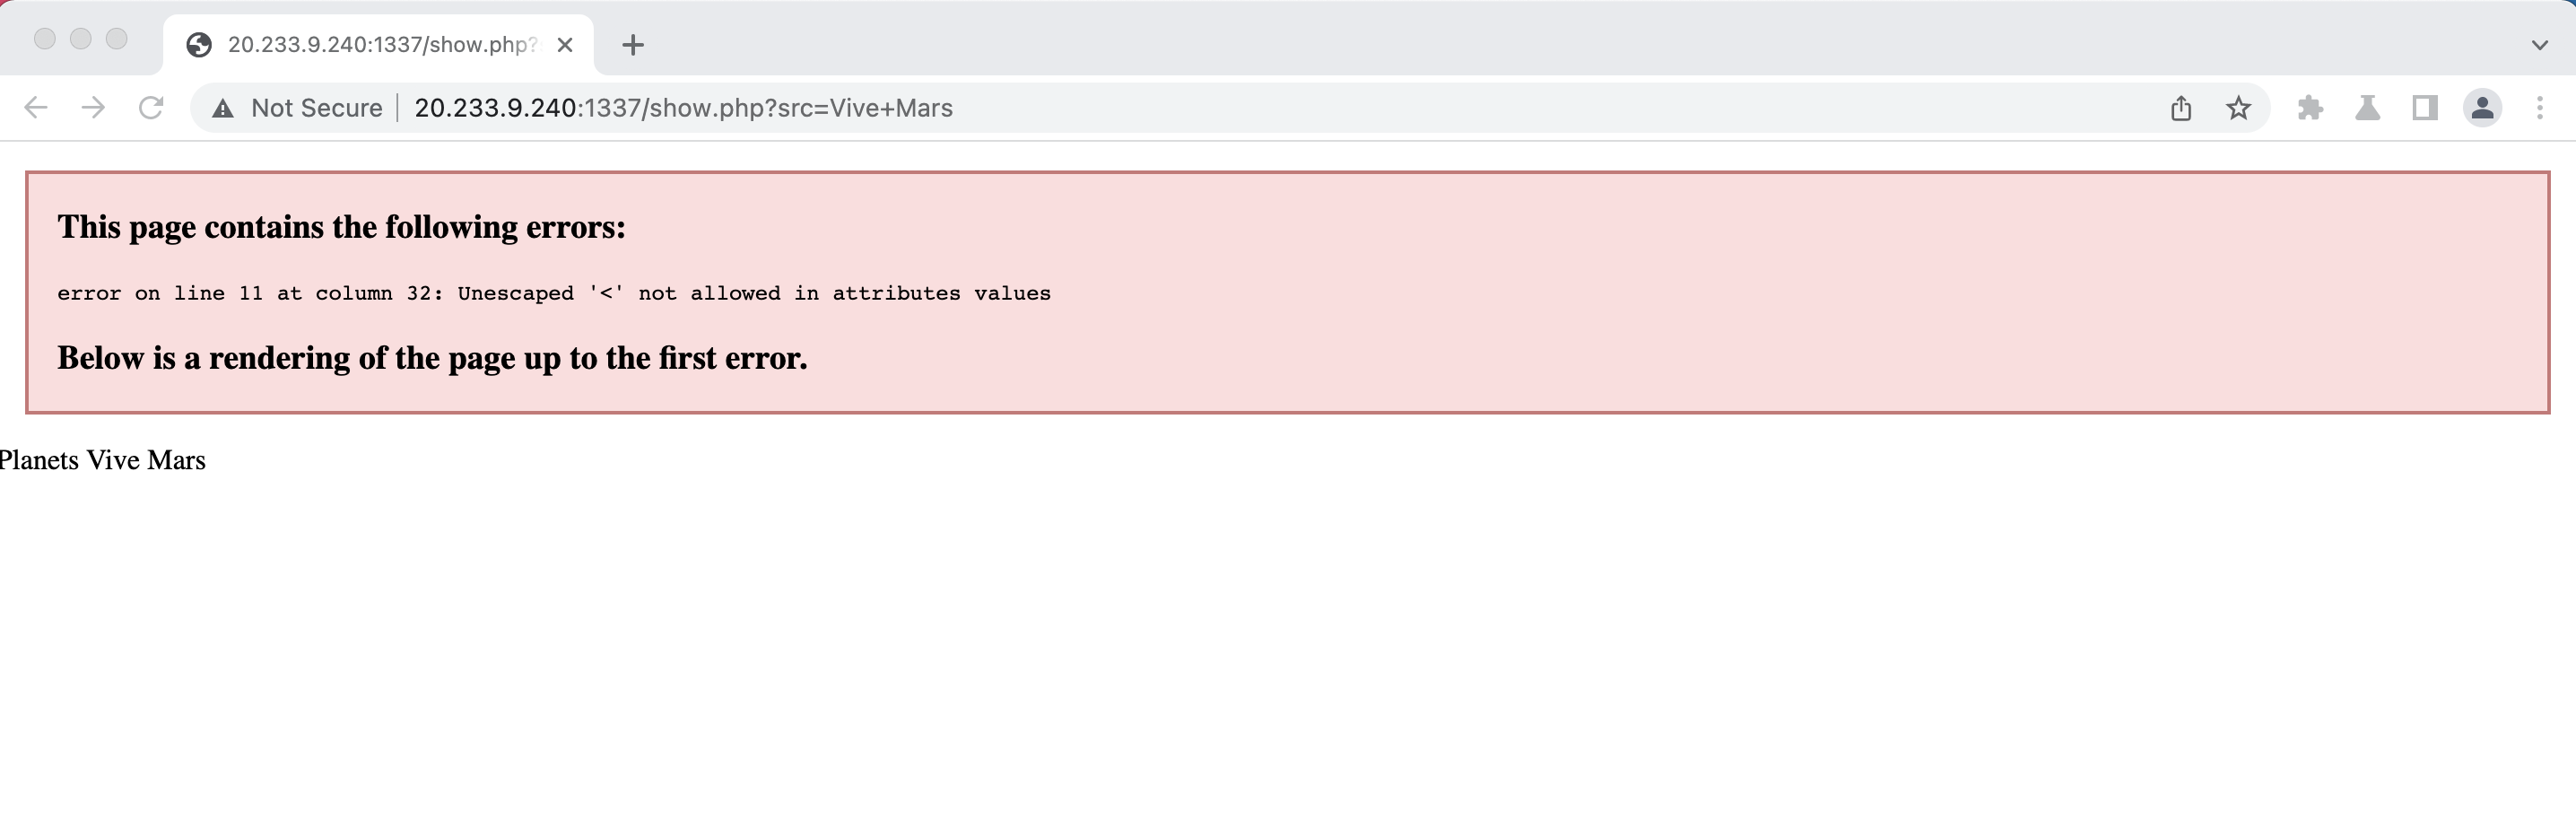 20.233.9.240:1337/show.php?
Not Secure | 20.233.9.240:1337/show.php?src=Vive+Mars
This page contains the following errors:
error on line 11 at column 32: Unescaped '<' not allowed in attributes values
Below is a rendering of the page up to the first error.
Planets Vive Mars